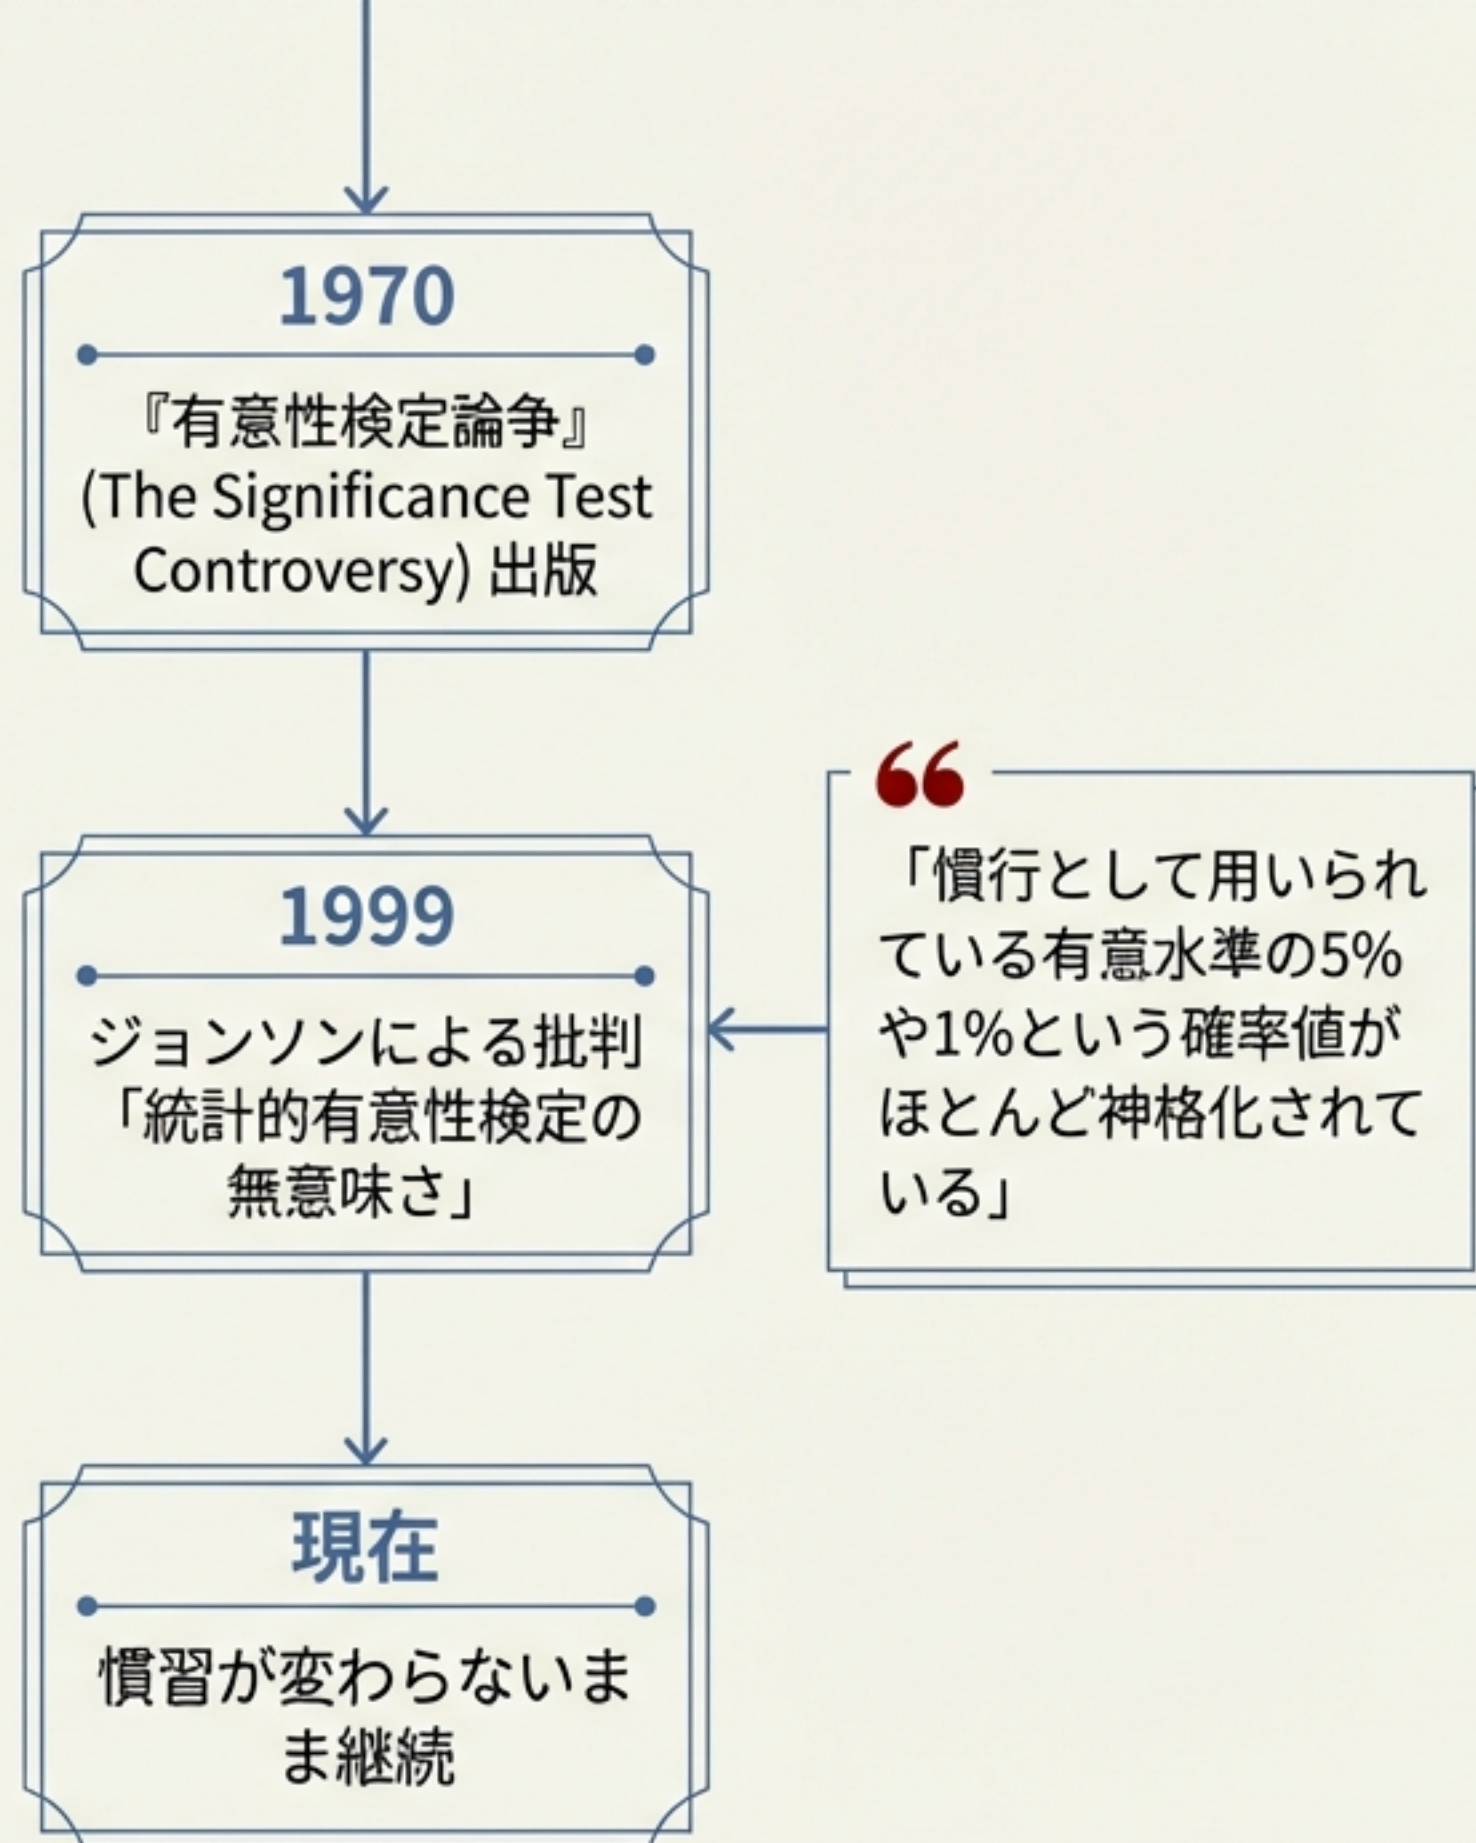 1970
『有意性検定論争』
(The Significance Test
Controversy) 出版
1999
ジョンソンによる批判
「統計的有意性検定の
無意味さ」
「慣行として用いられ
ている有意水準の5%
や1%という確率値が
ほとんど神格化されて
いる」
現在
慣習が変わらないま
ま継続